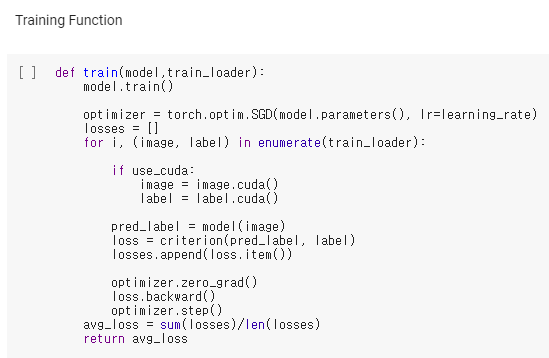 Training Function
[ ] def train(model,train_loader):
model.train()
optimizer = torch.optim.SGD(model.parameters(), lr=learning_rate)
losses = []
for i, (image, label) in enumerate(train_loader):
if use_cuda:
image = image.cuda()
label = label.cuda()
pred_label = model(image)
loss = criterion(pred_label, label)
losses.append(loss.item())
optimizer.zero_grad()
loss.backward()
optimizer.step()
avg_loss = sum(losses)/len(losses)
return avg_loss